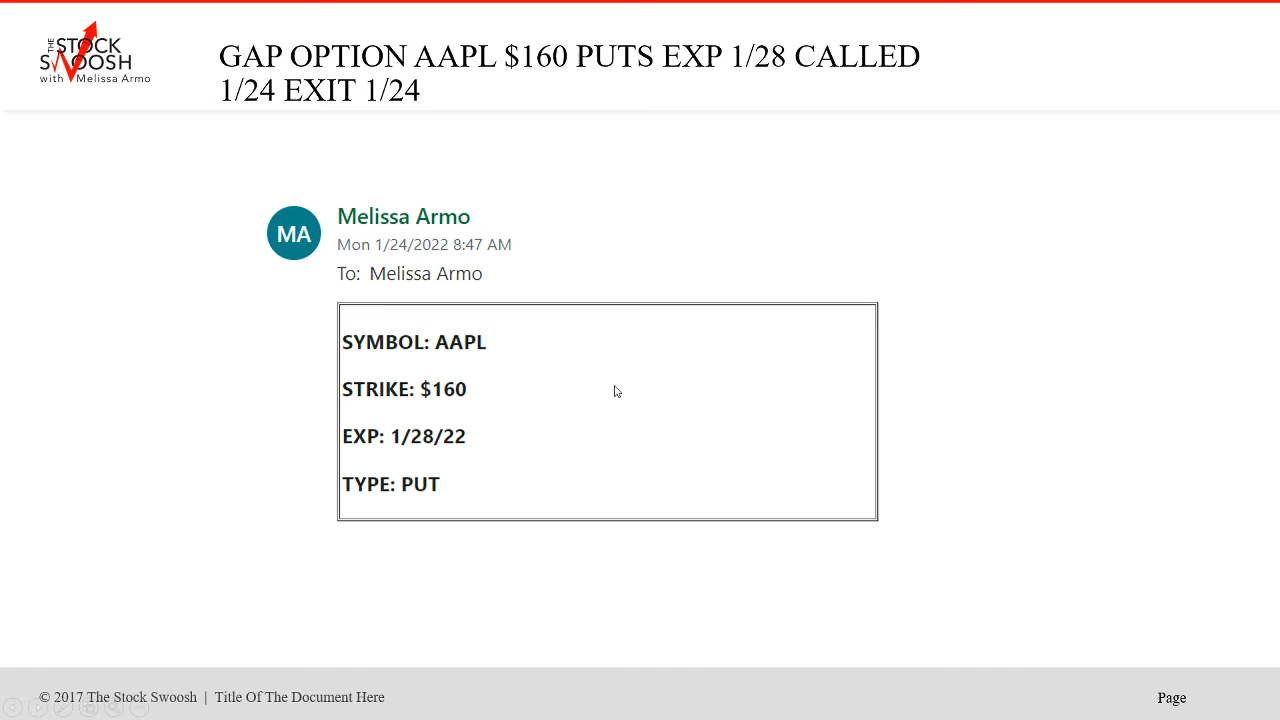 THE
STOCK
SWOOSH
with Melissa Armo
GAP OPTION AAPL $160 PUTS EXP 1/28 CALLED
1/24 EXIT 1/24
MA
Melissa Armo
Mon 1/24/2022 8:47 AM
To: Melissa Armo
SYMBOL: AAPL
STRIKE: $160
EXP: 1/28/22
TYPE: PUT
© 2017 The Stock Swoosh | Title Of The Document Here
Page